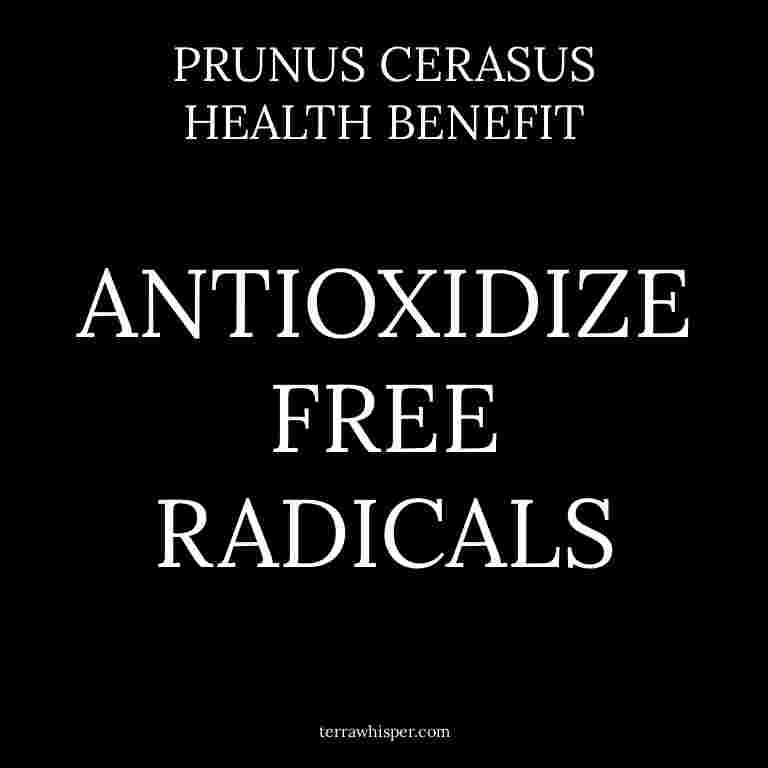 PRUNUS CERASUS
HEALTH BENEFIT
ANTIOXIDIZE
FREE
RADICALS
terrawhisper.com